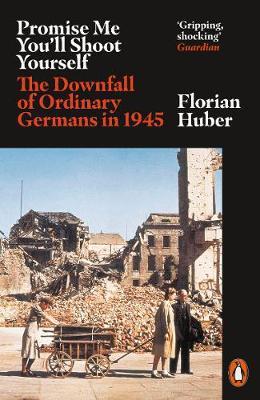 Promise Me
You'll Shoot
Yourself
'Gripping,
shocking'
Guardian
The Downfall
of Ordinary
Germans in 1945
Florian
Huber